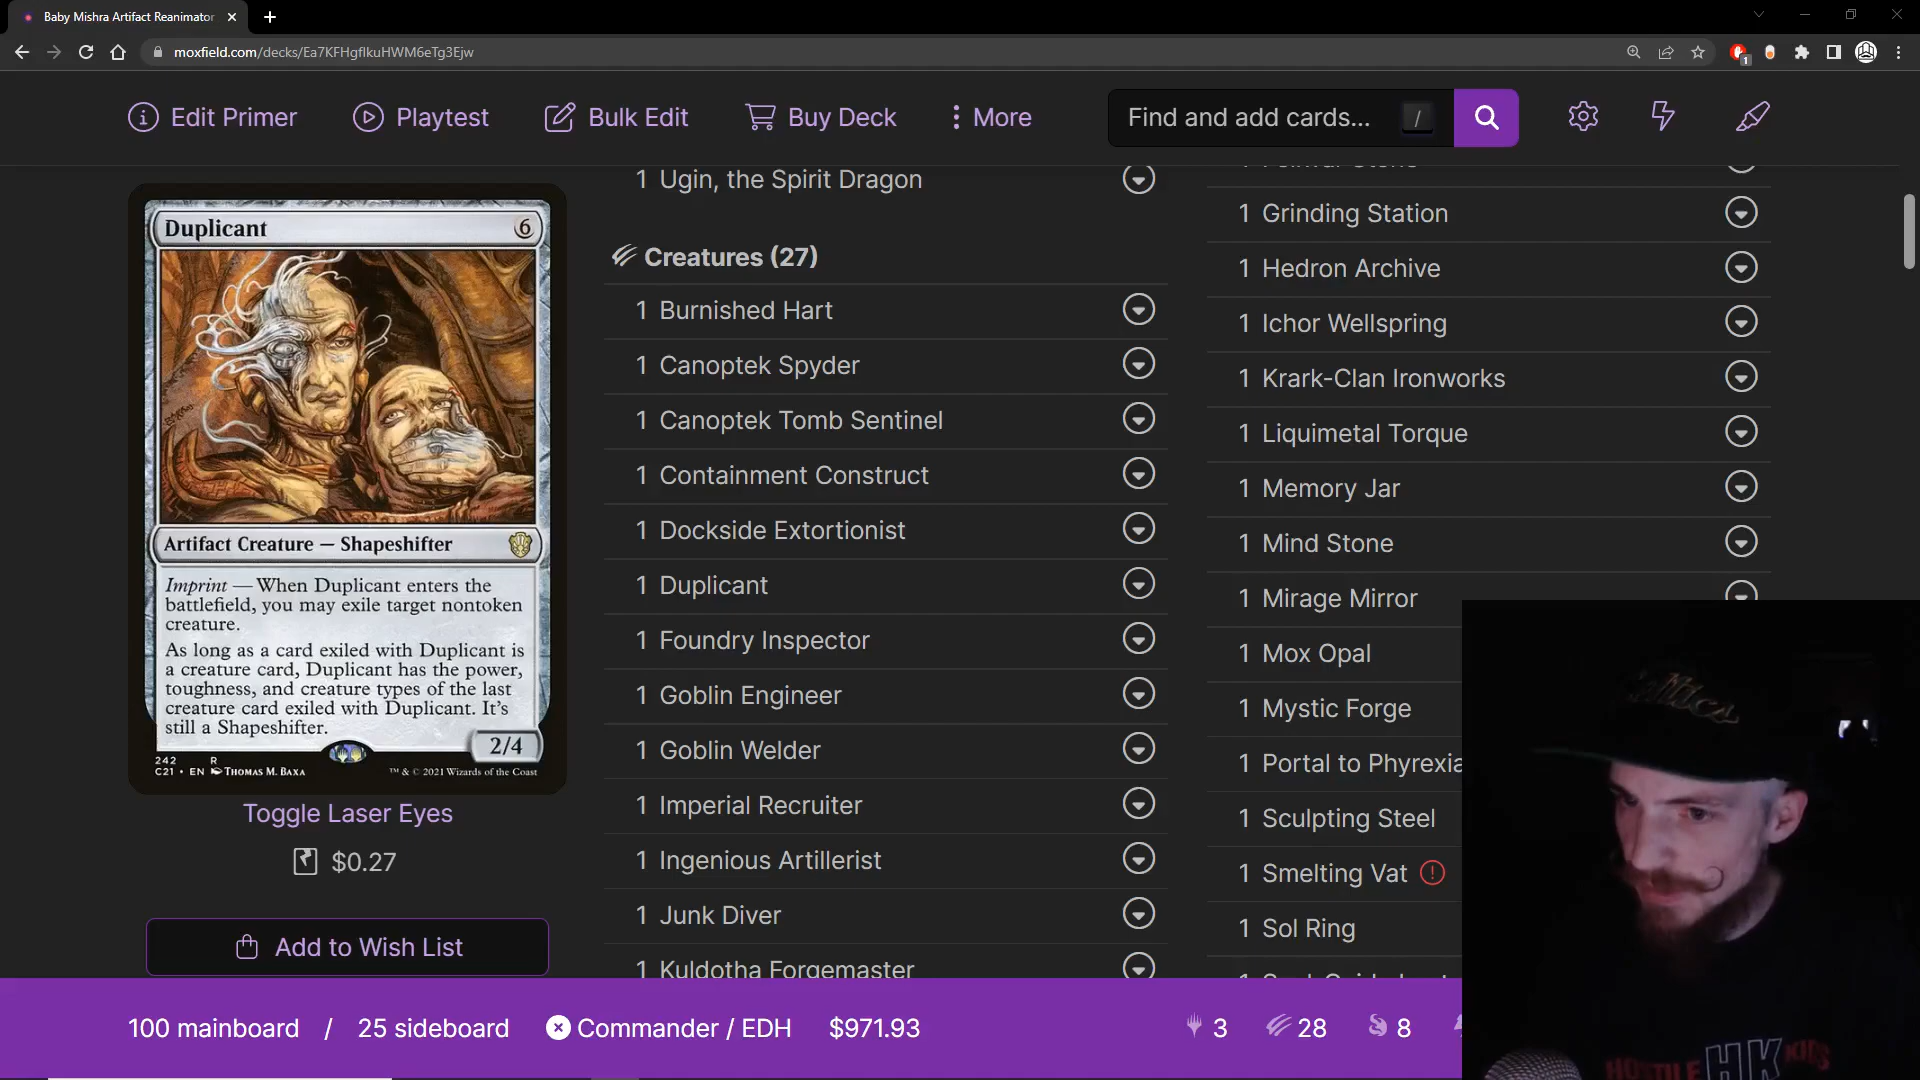 Baby Mishra Artifact Reanimator
moxfield.com/decks/Ea7KFHgflkuHWM6eTg3Ejw
1
Edit Primer
Playtest
Bulk Edit
Buy Deck
More
Find and add cards...
/
Duplicant 6
Artifact Creature — Shapeshifter
Imprint — When Duplicant enters the
battlefield, you may exile target nontoken
creature.
As long as a card exiled with Duplicant is
a creature card, Duplicant has the power,
toughness, and creature types of the last
creature card exiled with Duplicant. It's
still a Shapeshifter.
2/4
242 R
C21 • EN THOMAS M. BAXA
™ & © 2021 Wizards of the Coast
Toggle Laser Eyes
$0.27
Add to Wish List
1 Ugin, the Spirit Dragon
Creatures (27)
1 Burnished Hart
1 Canoptek Spyder
1 Canoptek Tomb Sentinel
1 Containment Construct
1 Dockside Extortionist
1 Duplicant
1 Foundry Inspector
1 Goblin Engineer
1 Goblin Welder
1 Imperial Recruiter
1 Ingenious Artillerist
1 Junk Diver
1 Kuldotha Forgemaster
1 Grinding Station
1 Hedron Archive
1 Ichor Wellspring
1 Krark-Clan Ironworks
1 Liquimetal Torque
1 Memory Jar
1 Mind Stone
1 Mirage Mirror
1 Mox Opal
1 Mystic Forge
1 Portal to Phyrexia
1 Sculpting Steel
1 Smelting Vat
1 Sol Ring
100 mainboard / 25 sideboard
Commander / EDH
$971.93
3
28
8
HOSTILE HK KIDS